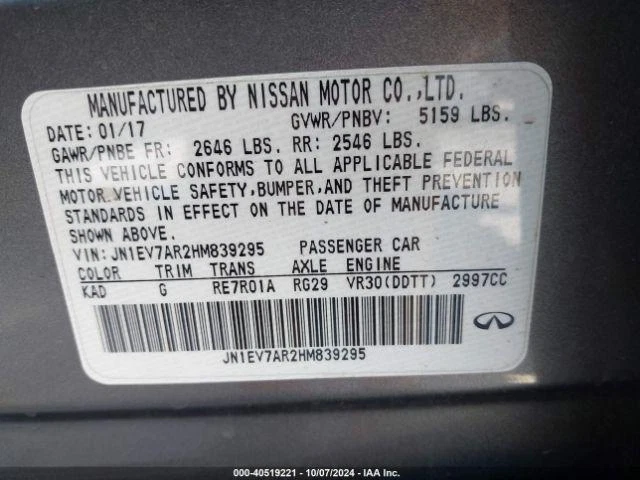 MANUFACTURED BY NISSAN MOTOR CO.,LTD.
DATE: 01/17 GVWR/PNBV: 5159 LBS.
GAWR/PNBE FR: 2646 LBS. RR: 2546 LBS.
THIS VEHICLE CONFORMS TO ALL APPLICABLE FEDERAL
MOTOR VEHICLE SAFETY,BUMPER,AND THEFT PREVENTION
STANDARDS IN EFFECT ON THE DATE OF MANUFACTURE
SHOWN ABOVE.
VIN: JN1EV7AR2HM839295 PASSENGER CAR
COLOR TRIM TRANS AXLE ENGINE
KAD G RE7R01A RG29 VR30(DDTT) 2997CC
JN1EV7AR2HM839295
000-40519221 - 10/07/2024 - IAA Inc.